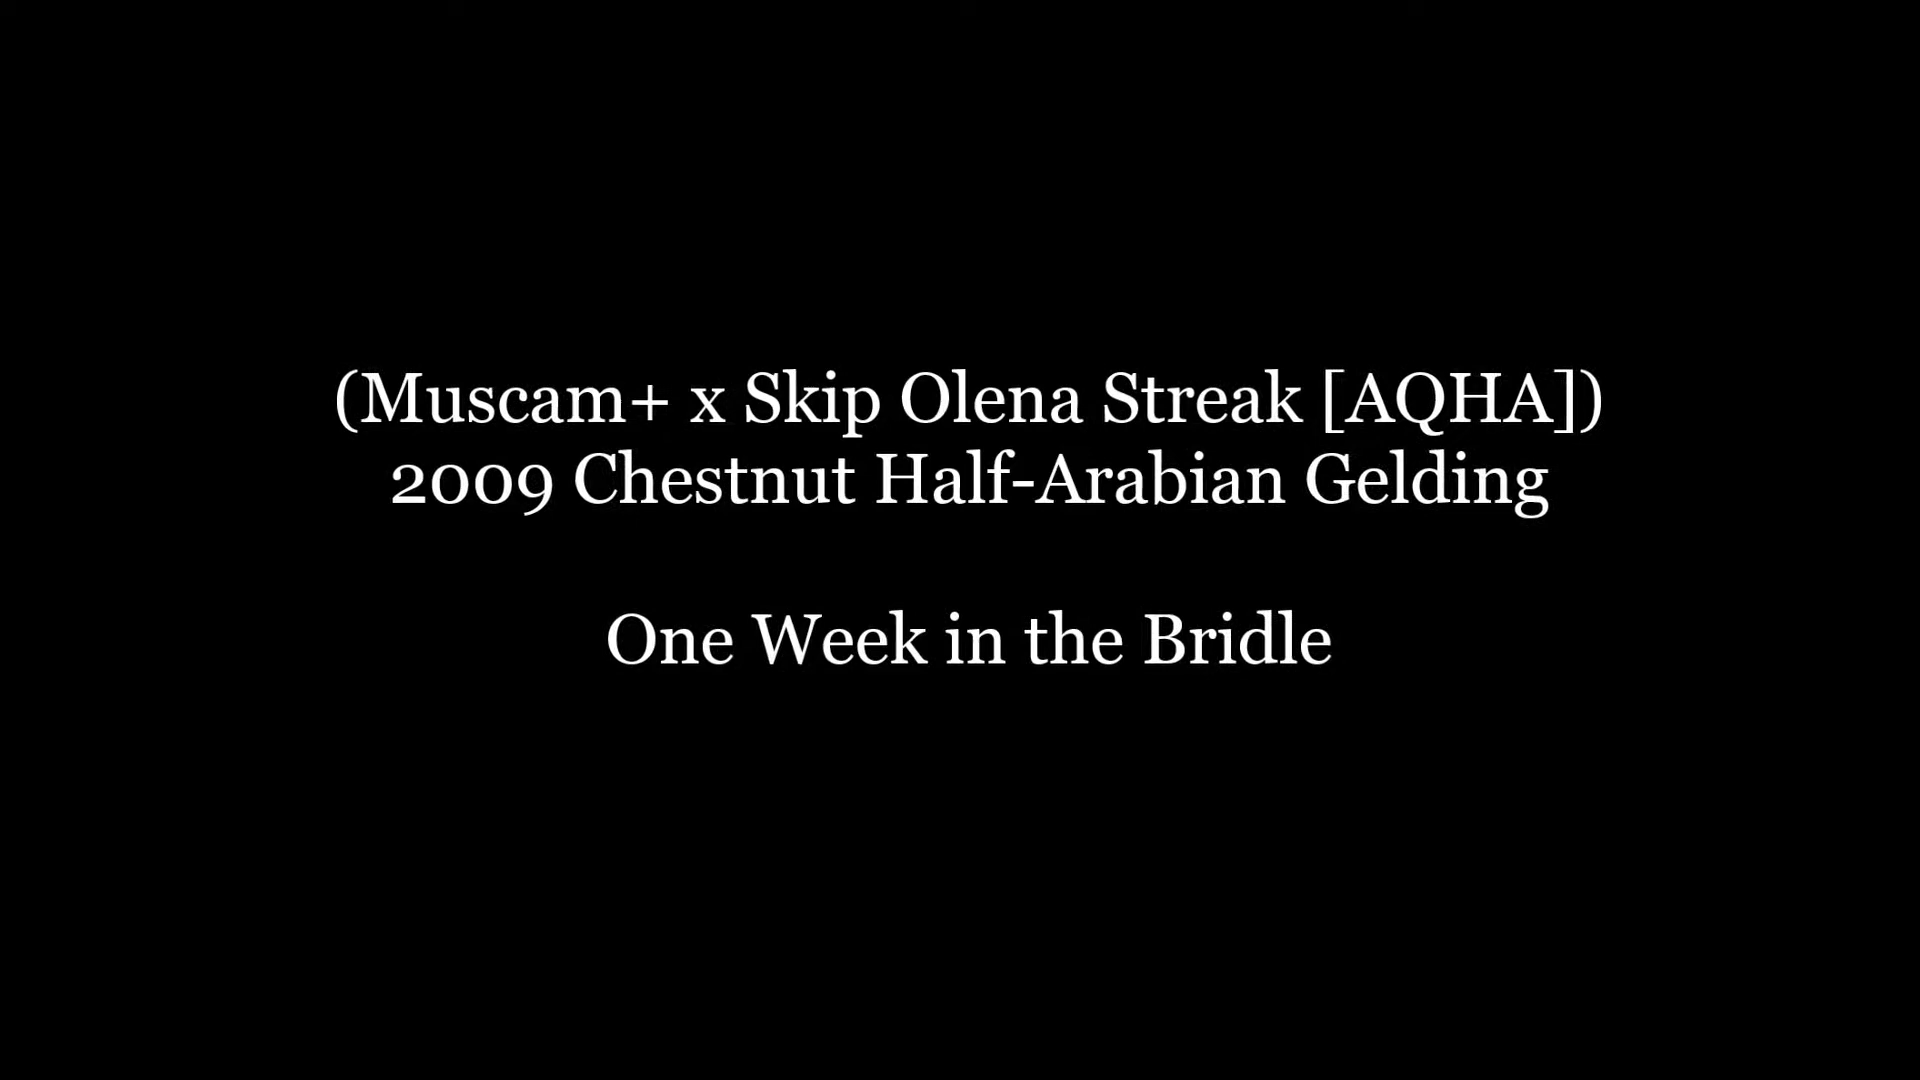 (Muscam+ x Skip Olena Streak [AQHA])
2009 Chestnut Half-Arabian Gelding
One Week in the Bridle